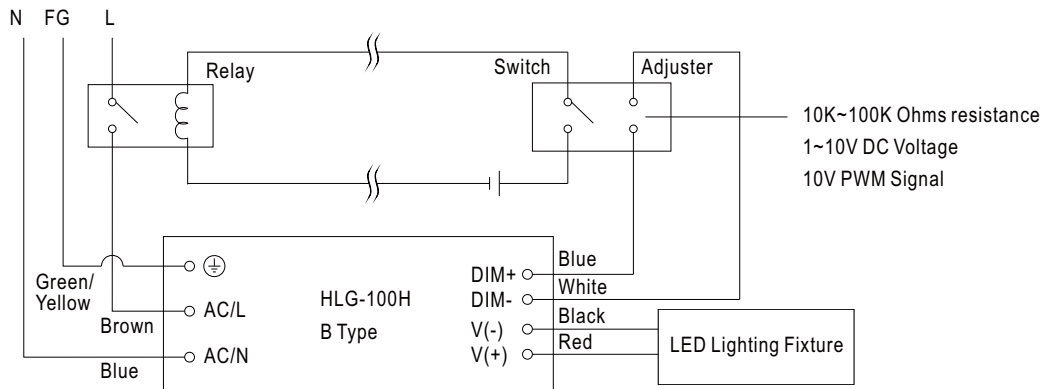 N FG L
Relay
Switch
Adjuster
10K~100K Ohms resistance
1~10V DC Voltage
10V PWM Signal
Green/
Yellow
Brown
Blue
AC/L
AC/N
HLG-100H
B Type
DIM+
DIM-
V(-)
V(+)
Blue
White
Black
Red
LED Lighting Fixture